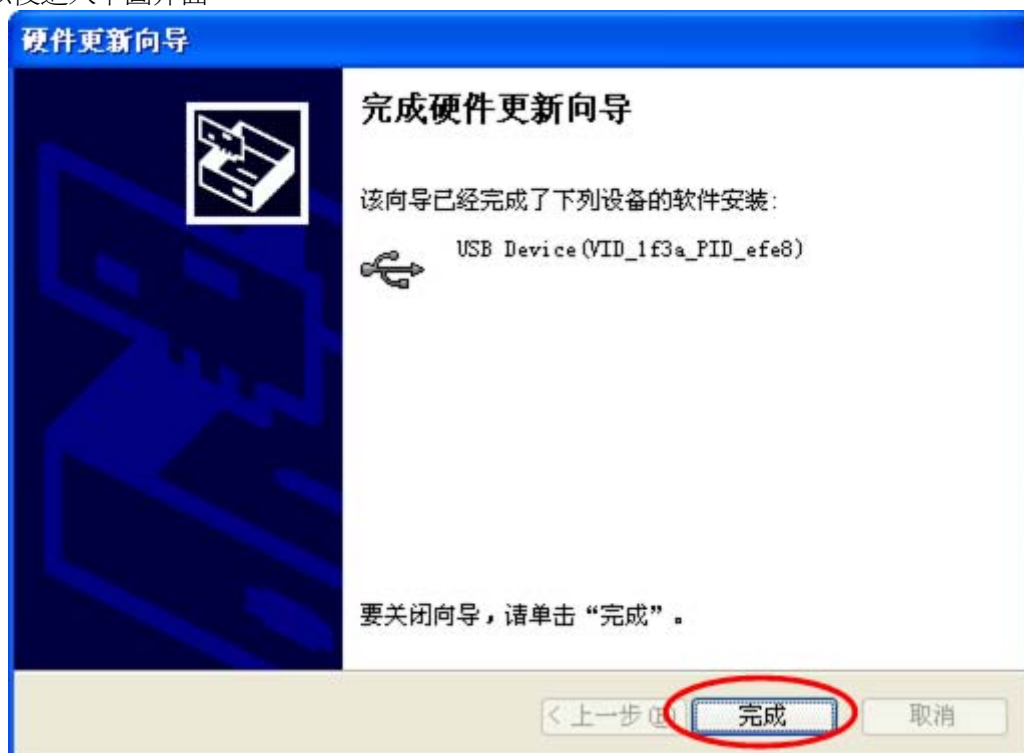 硬件更新向导
完成硬件更新向导
该向导已经完成了下列设备的软件安装:
USB Device(VID_1f3a_PID_efe8)
要关闭向导,请单击“完成”。
<上一步(B) 完成 取消